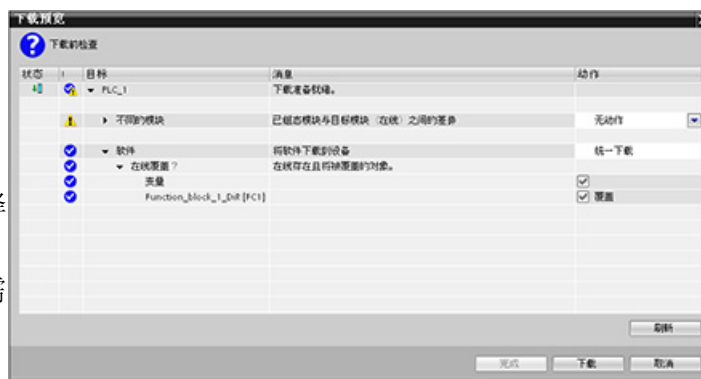 下载预览
下载前检查
状态 ! 目标 消息 动作
PLC_1 下载准备就绪。
不同的模块 已组态模块与目标模块（在线）之间的差异 无动作
软件 将软件下载到设备 统一下载
在线覆盖？ 在线存在且将被覆盖的对象。
变量
Function_block_1_DiR [FC1] 覆盖
刷新
完成 下载 取消